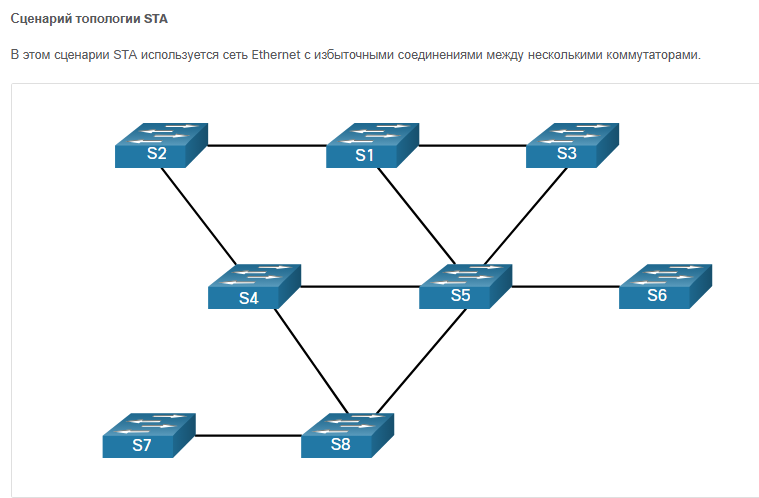 Сценарий топологии STA
В этом сценарии STA используется сеть Ethernet с избыточными соединениями между несколькими коммутаторами.
S2
S1
S3
S4
S5
S6
S7
S8